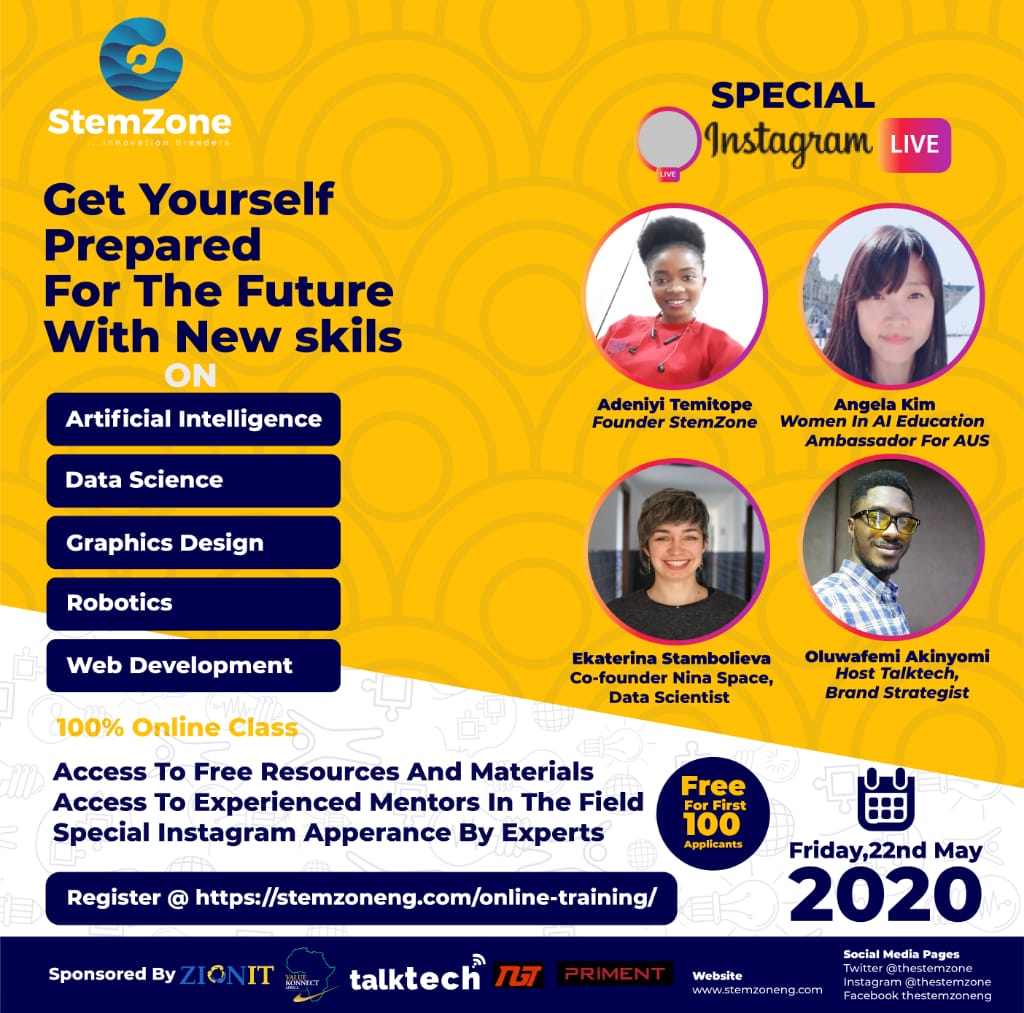 StemZone
...innovation breeders
Get Yourself
Prepared
For The Future
With New skils
ON
Artificial Intelligence
Data Science
Graphics Design
Robotics
Web Development
SPECIAL
Instagram LIVE
LIVE
Adeniyi Temitope
Founder StemZone
Angela Kim
Women In AI Education
Ambassador For AUS
Ekaterina Stambolieva
Co-founder Nina Space,
Data Scientist
Oluwafemi Akinyomi
Host Talktech,
Brand Strategist
100% Online Class
Access To Free Resources And Materials
Access To Experienced Mentors In The Field
Special Instagram Apperance By Experts
Free
For First
100
Applicants
Friday,22nd May
2020
Register @ https://stemzoneng.com/online-training/
Sponsored By
ZIONIT
VALUE
KONNECT
AFRICA
talktech
TGT
PRIMENT
Website
www.stemzoneng.com
Social Media Pages
Twitter @thestemzone
Instagram @thestemzone
Facebook thestemzoneng